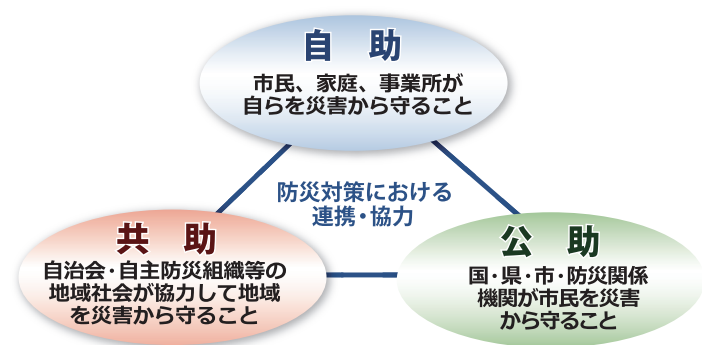 自　助
市民、家庭、事業所が
自らを災害から守ること
防災対策における
連携・協力
共　助
自治会・自主防災組織等の
地域社会が協力して地域
を災害から守ること
公　助
国・県・市・防災関係
機関が市民を災害
から守ること